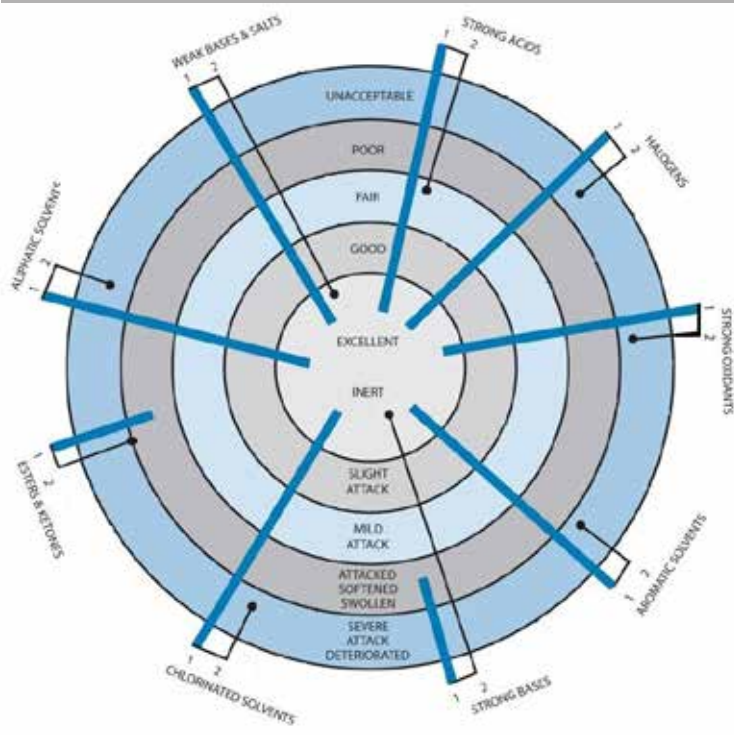 WEAK BASES & SALTS
1 2
STRONG ACIDS
1 2
HALOGENS
1 2
STRONG OXIDANTS
1 2
AROMATIC SOLVENTS
1 2
STRONG BASES
1 2
CHLORINATED SOLVENTS
1 2
ESTERS & KETONES
1 2
ALIPHATIC SOLVENT
1 2
UNACCEPTABLE
POOR
FAIR
GOOD
EXCELLENT
INERT
SLIGHT
ATTACK
MILD
ATTACK
ATTACKED
SOFTENED
SWOLLEN
SEVERE
ATTACK
DETERIORATED